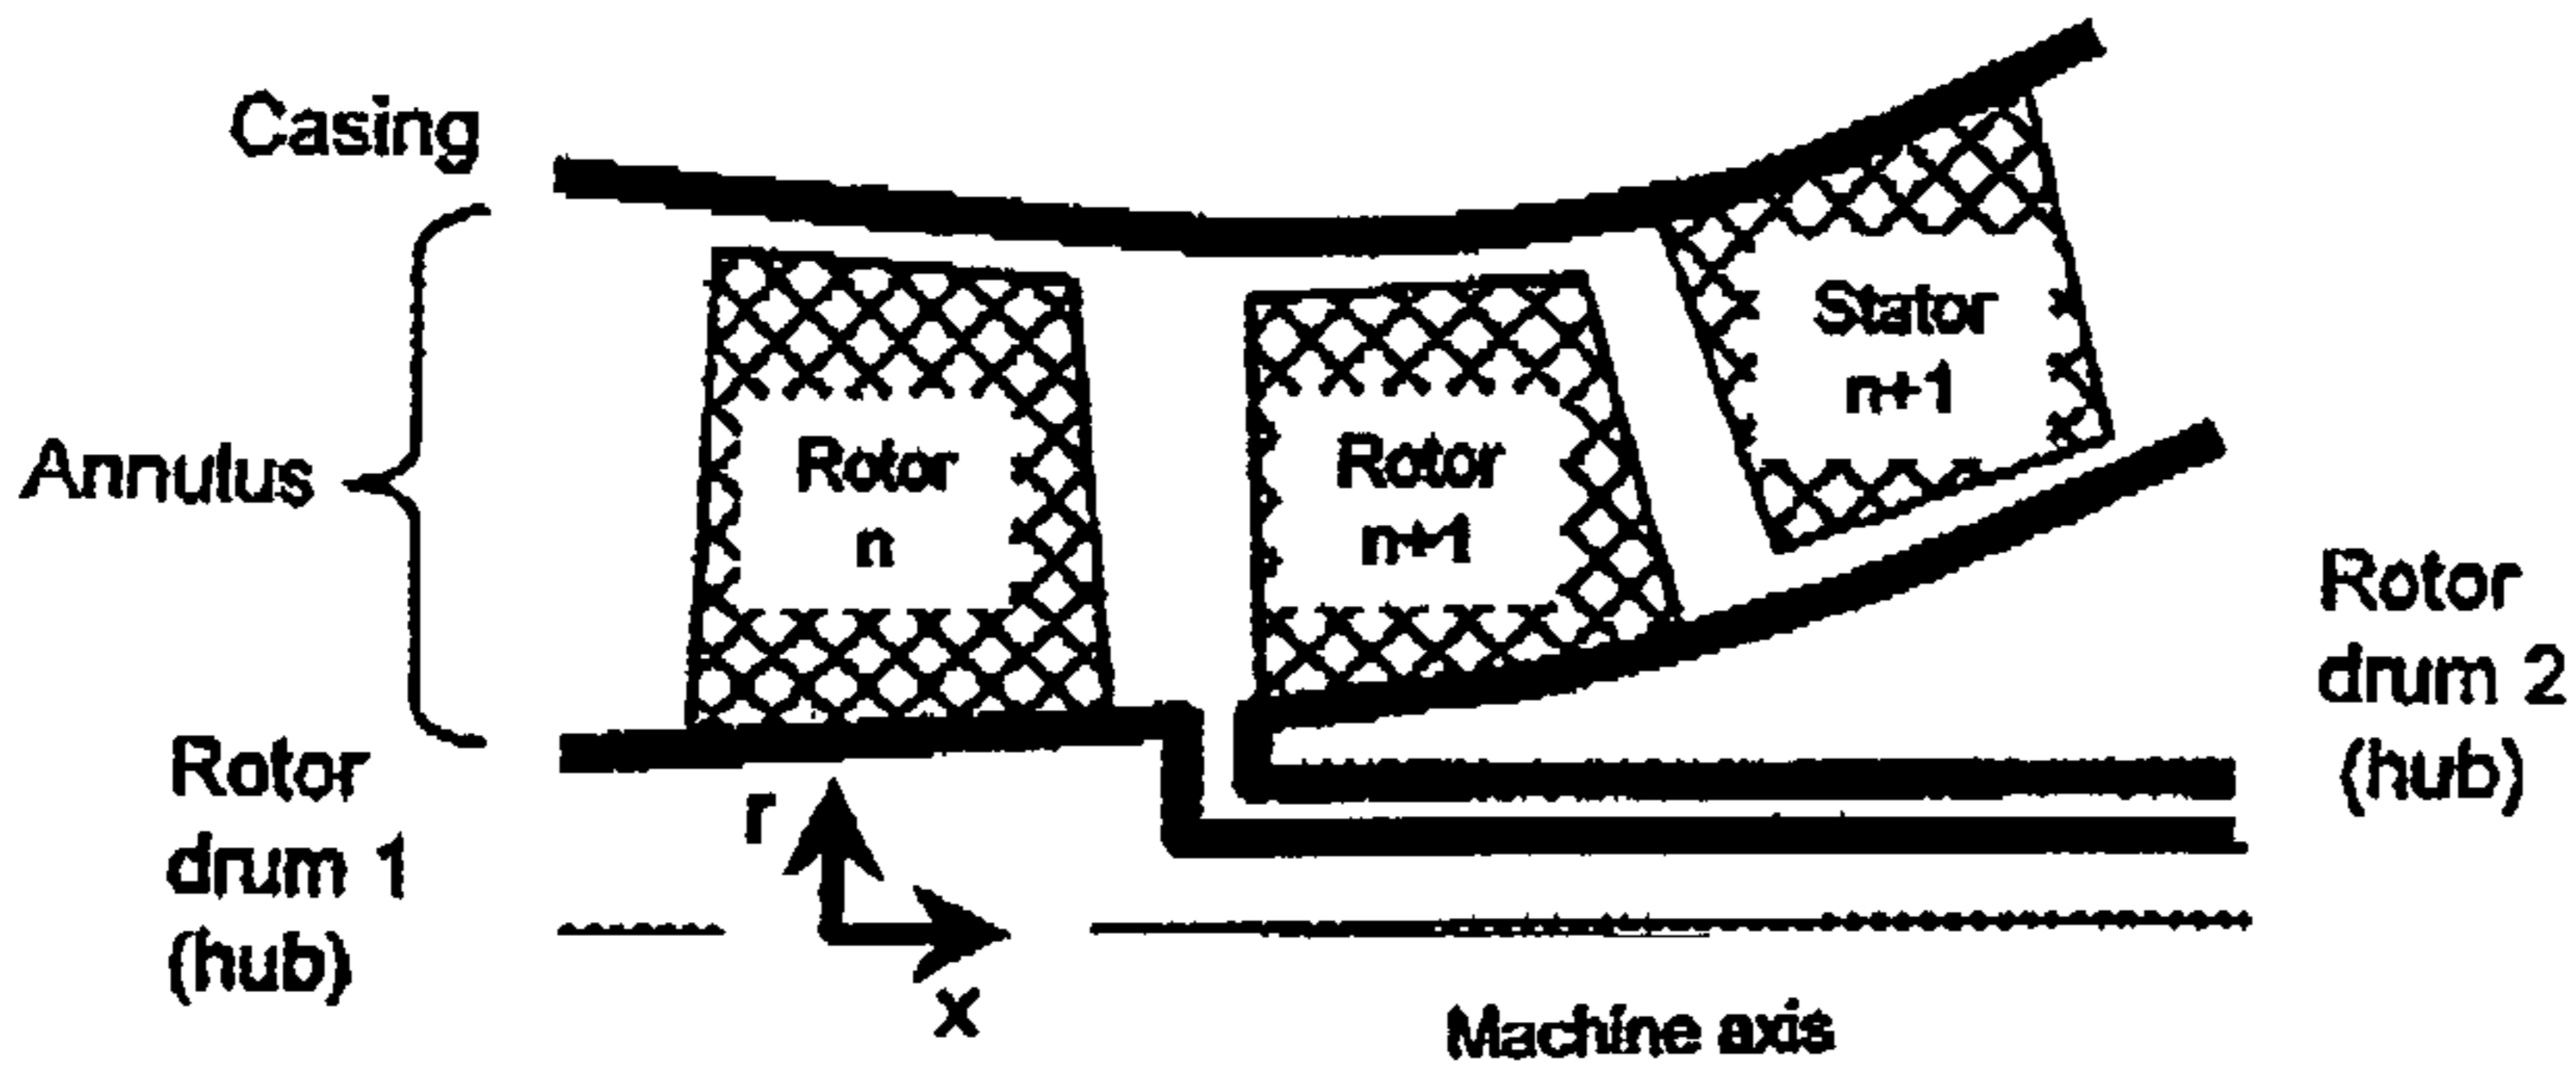 Casing
Annulus
Rotor
drum 1
(hub)
Rotor
n
Rotor
n+1
Stator
n+1
Rotor
drum 2
(hub)
r
x
Machine axis